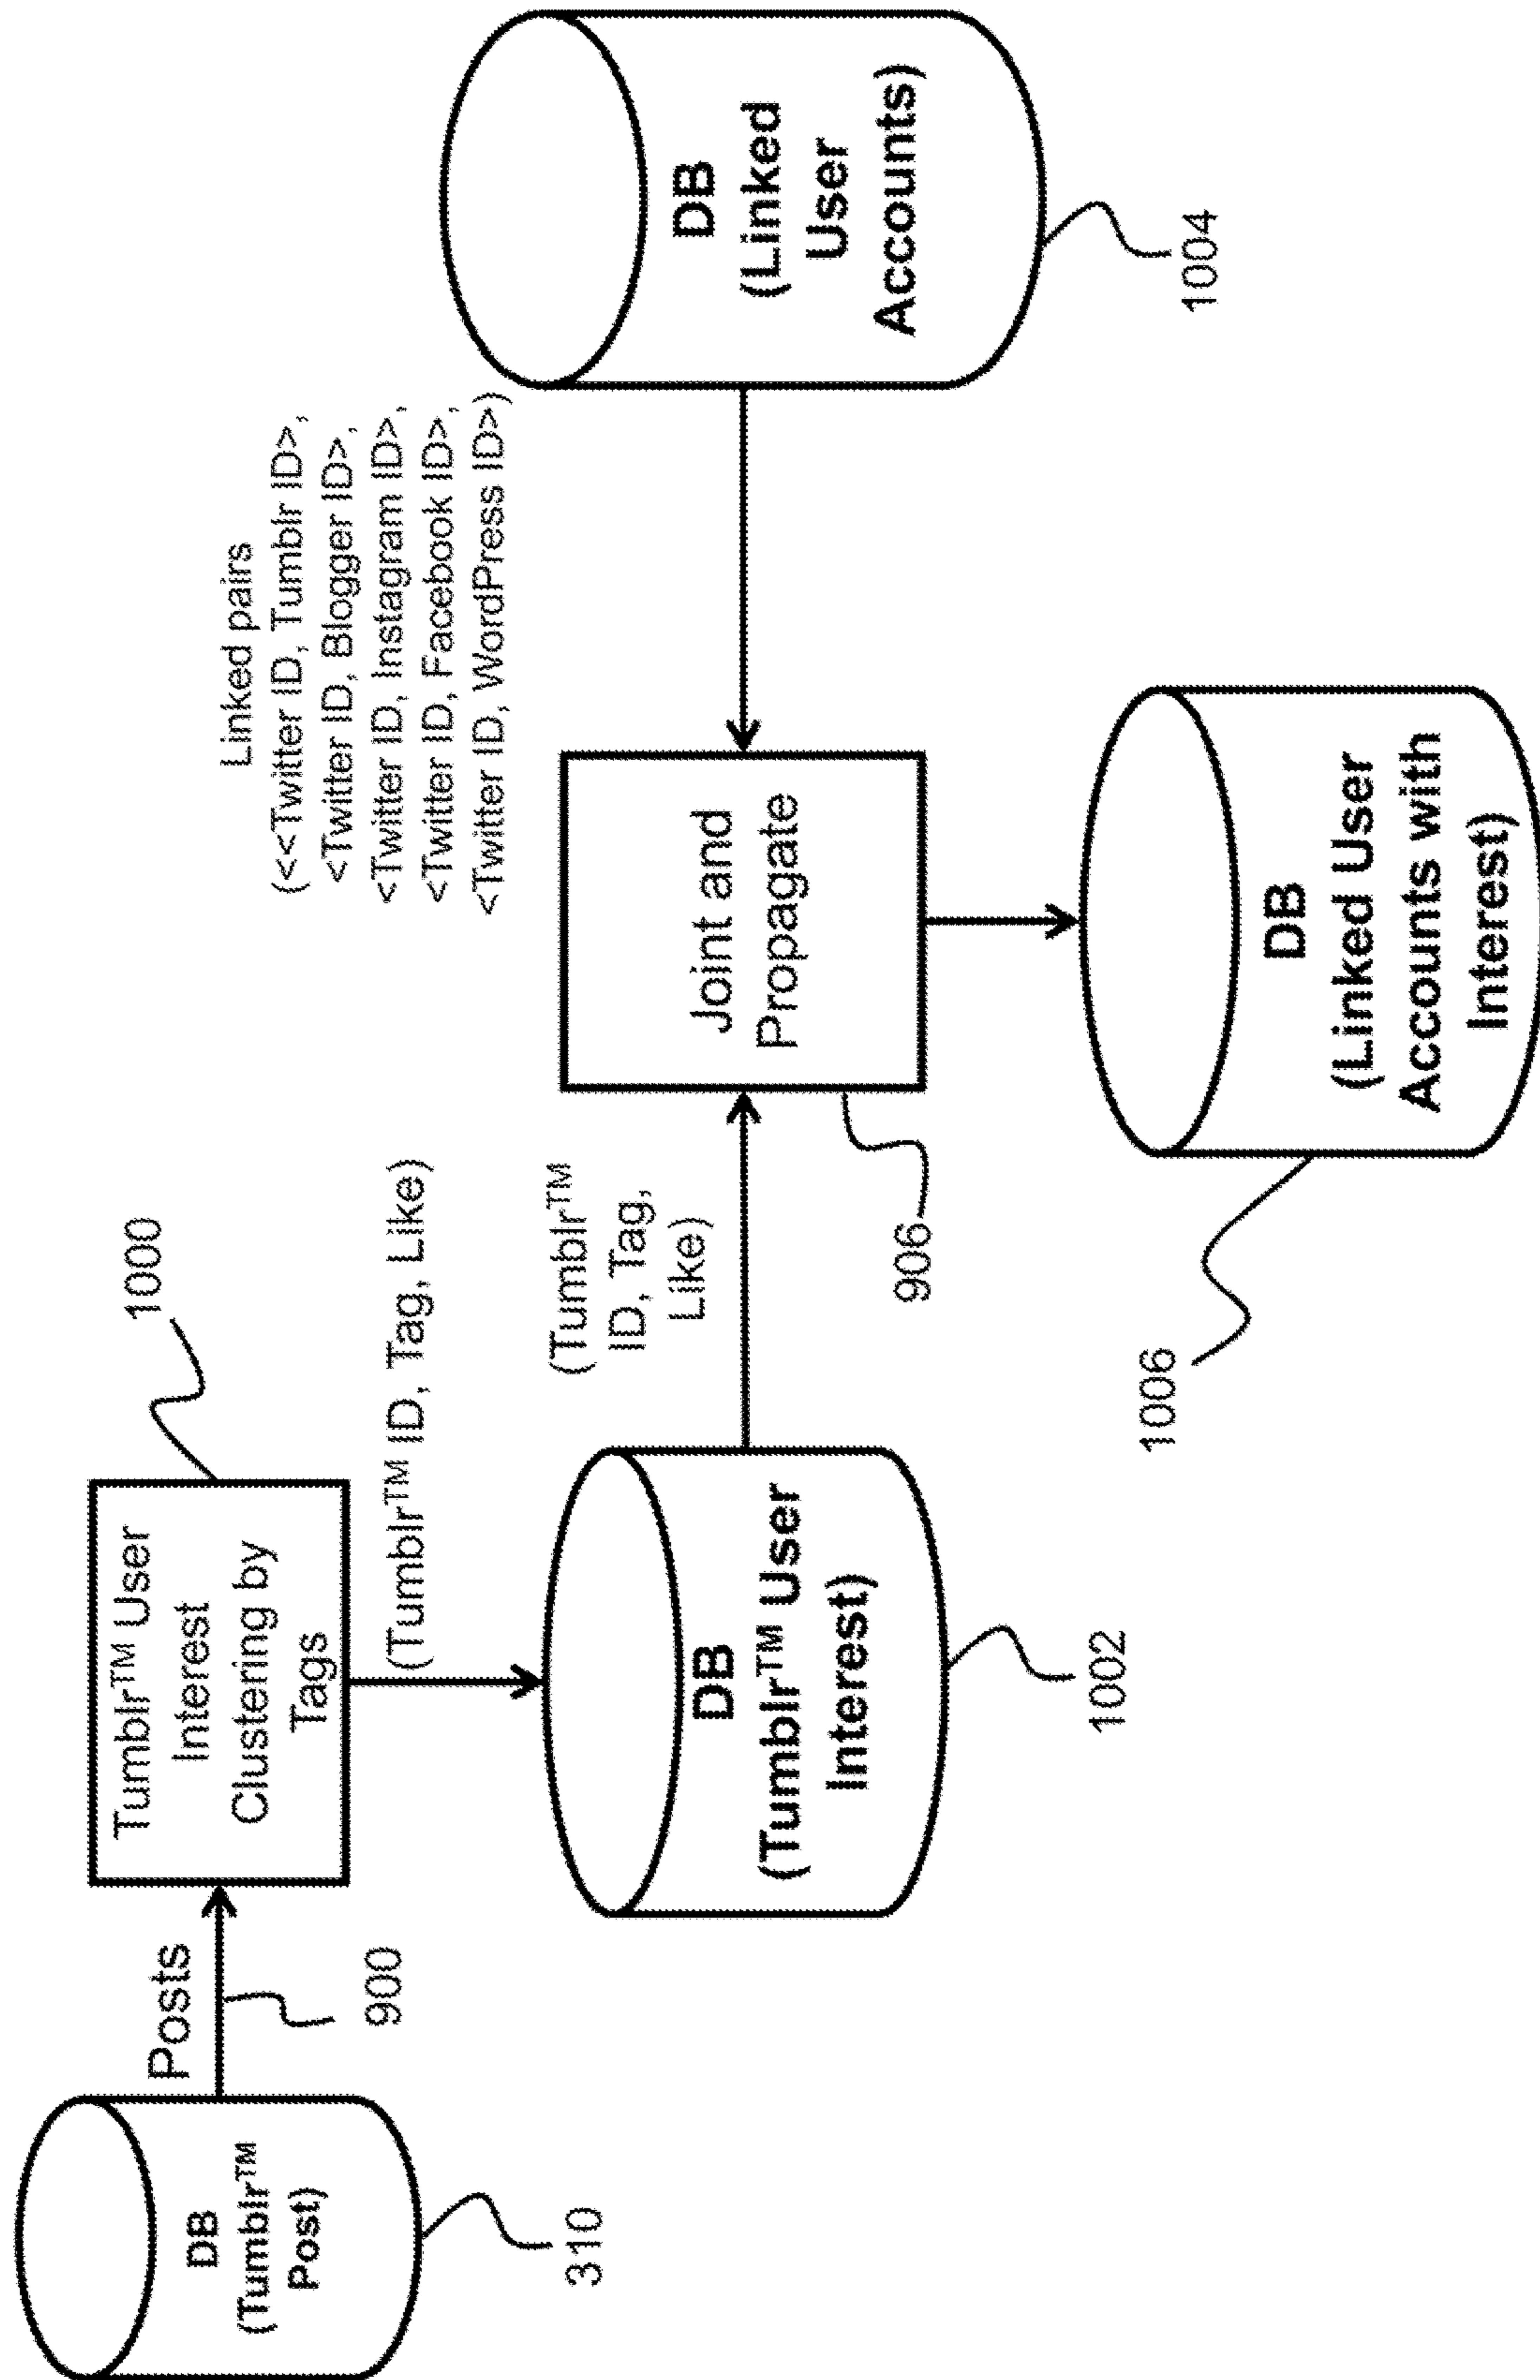 DB
(Tumblr™
Post)
310
Posts
900
Tumblr™ User
Interest
Clustering by
Tags
1000
(Tumblr™ ID, Tag, Like)
DB
(Tumblr™ User
Interest)
1002
(Tumblr™
ID, Tag,
Like)
Joint and
Propagate
906
Linked pairs
(<<Twitter ID, Tumblr ID>,
<Twitter ID, Blogger ID>,
<Twitter ID, Instagram ID>,
<Twitter ID, Facebook ID>,
<Twitter ID, WordPress ID>)
DB
(Linked
User
Accounts)
1004
DB
(Linked User
Accounts with
Interest)
1006